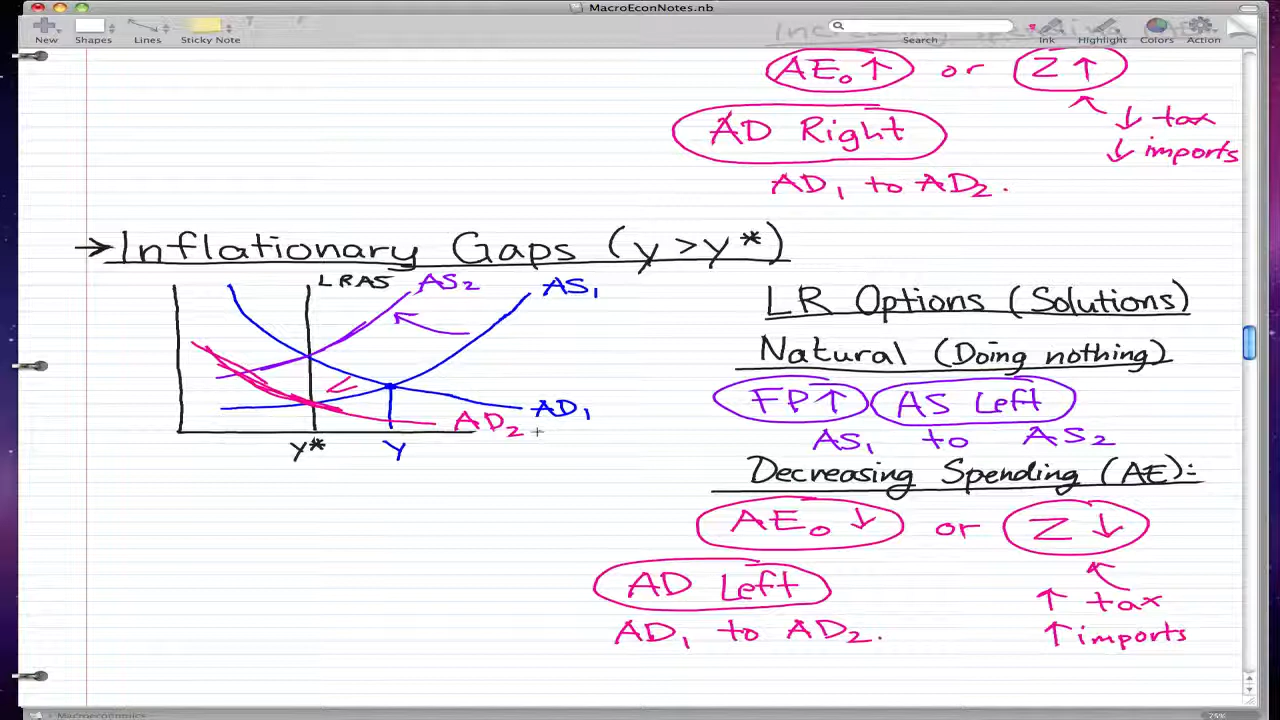 MacroEconNotes.nb
New Shapes Lines Sticky Note Search Ink Highlight Colors Action
AE₀↑ or Z↑
AD Right
↓ tax
↓ imports
AD₁ to AD₂.
→ Inflationary Gaps (y >y*)
LRAS AS₂ AS₁
AD₁
AD₂
y* Y
LR Options (Solutions)
Natural (Doing nothing)
FP↑ AS Left
AS₁ to AS₂
Decreasing Spending (AE):
AE₀ ↓ or Z ↓
AD Left
↑ tax
AD₁ to AD₂.
↑ imports
Macroeconomics
75%